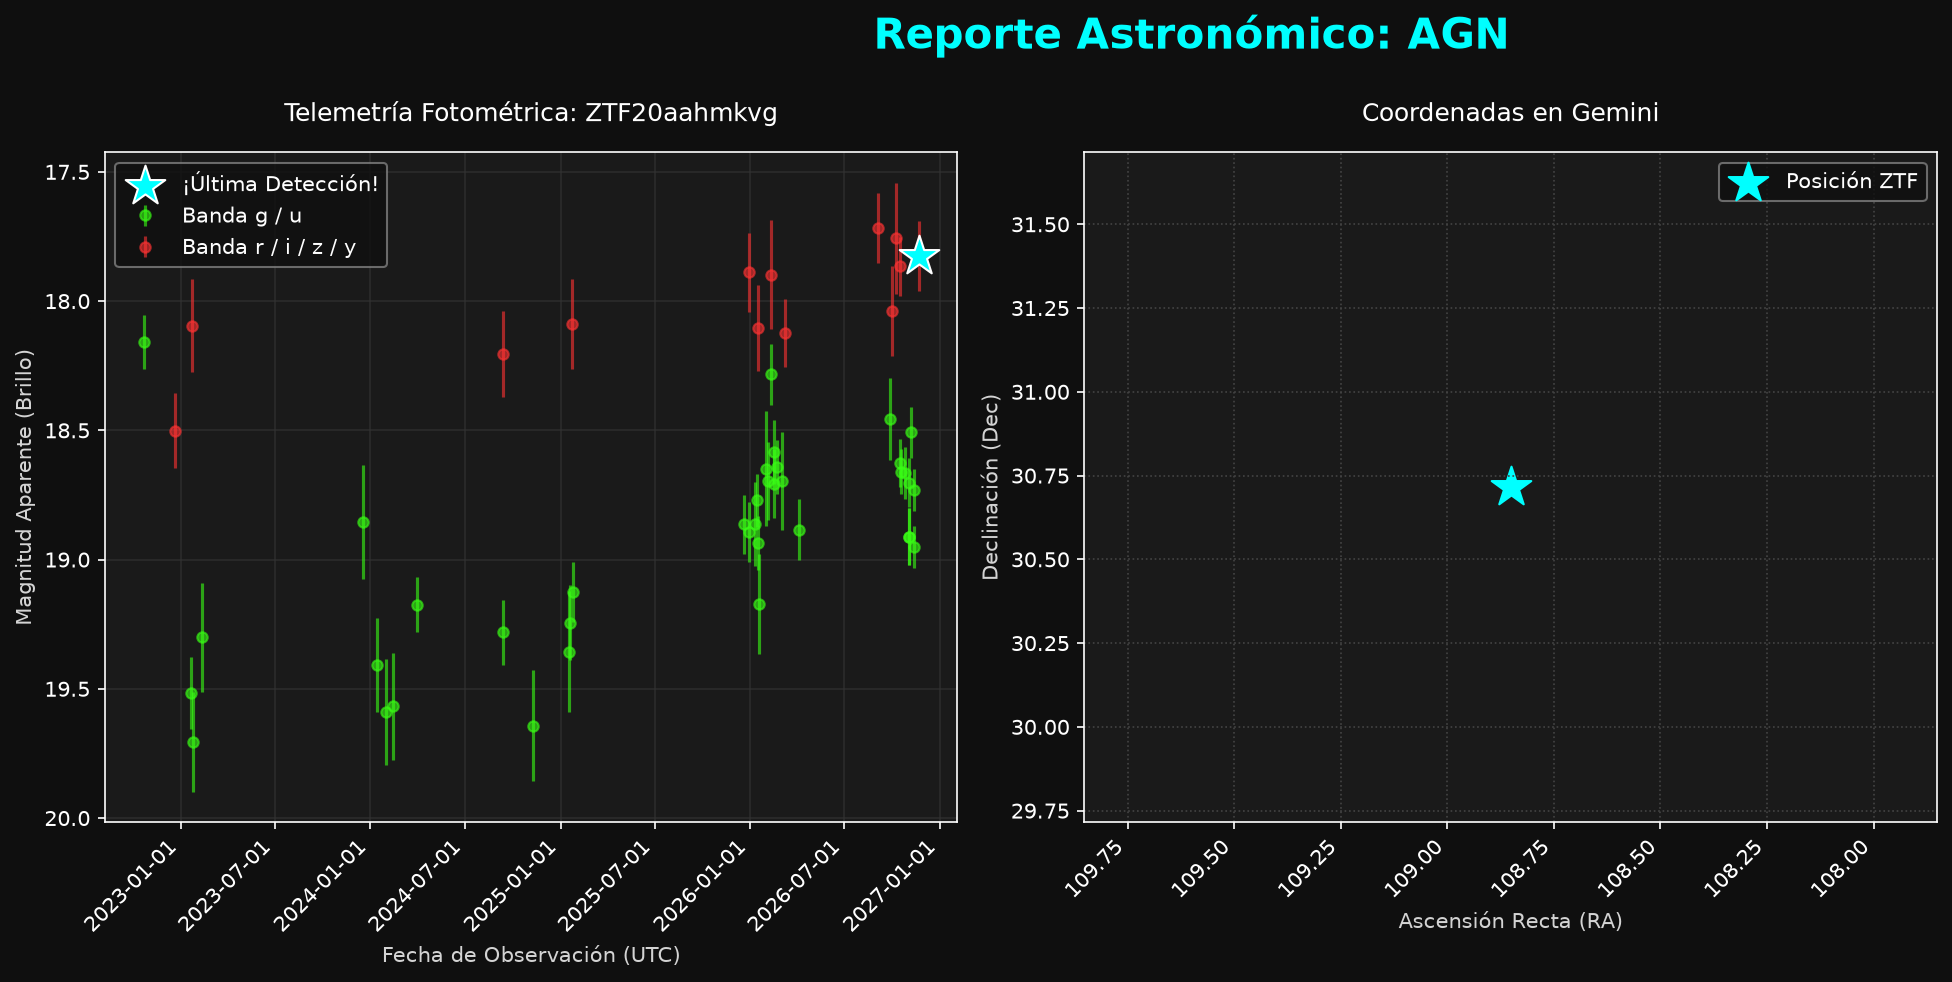 Reporte Astronómico: AGN
Telemetría Fotométrica: ZTF20aahmkvg
¡Última Detección!
Banda g / u
Banda r / i / z / y
Magnitud Aparente (Brillo)
17.5
18.0
18.5
19.0
19.5
20.0
2023-01-01
2023-07-01
2024-01-01
2024-07-01
2025-01-01
2025-07-01
2026-01-01
2026-07-01
2027-01-01
Fecha de Observación (UTC)
Coordenadas en Gemini
Posición ZTF
Declinación (Dec)
31.50
31.25
31.00
30.75
30.50
30.25
30.00
29.75
109.75
109.50
109.25
109.00
108.75
108.50
108.25
108.00
Ascensión Recta (RA)